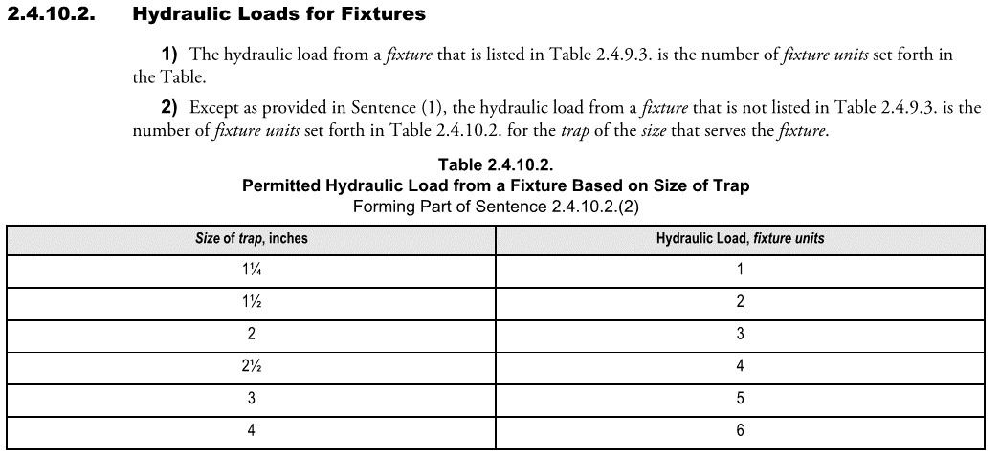 2.4.10.2. Hydraulic Loads for Fixtures
1) The hydraulic load from a fixture that is listed in Table 2.4.9.3. is the number of fixture units set forth in
the Table.
2) Except as provided in Sentence (1), the hydraulic load from a fixture that is not listed in Table 2.4.9.3. is the
number of fixture units set forth in Table 2.4.10.2. for the trap of the size that serves the fixture.
Table 2.4.10.2.
Permitted Hydraulic Load from a Fixture Based on Size of Trap
Forming Part of Sentence 2.4.10.2.(2)
Size of trap, inches Hydraulic Load, fixture units
1¼ 1
1½ 2
2 3
2½ 4
3 5
4 6